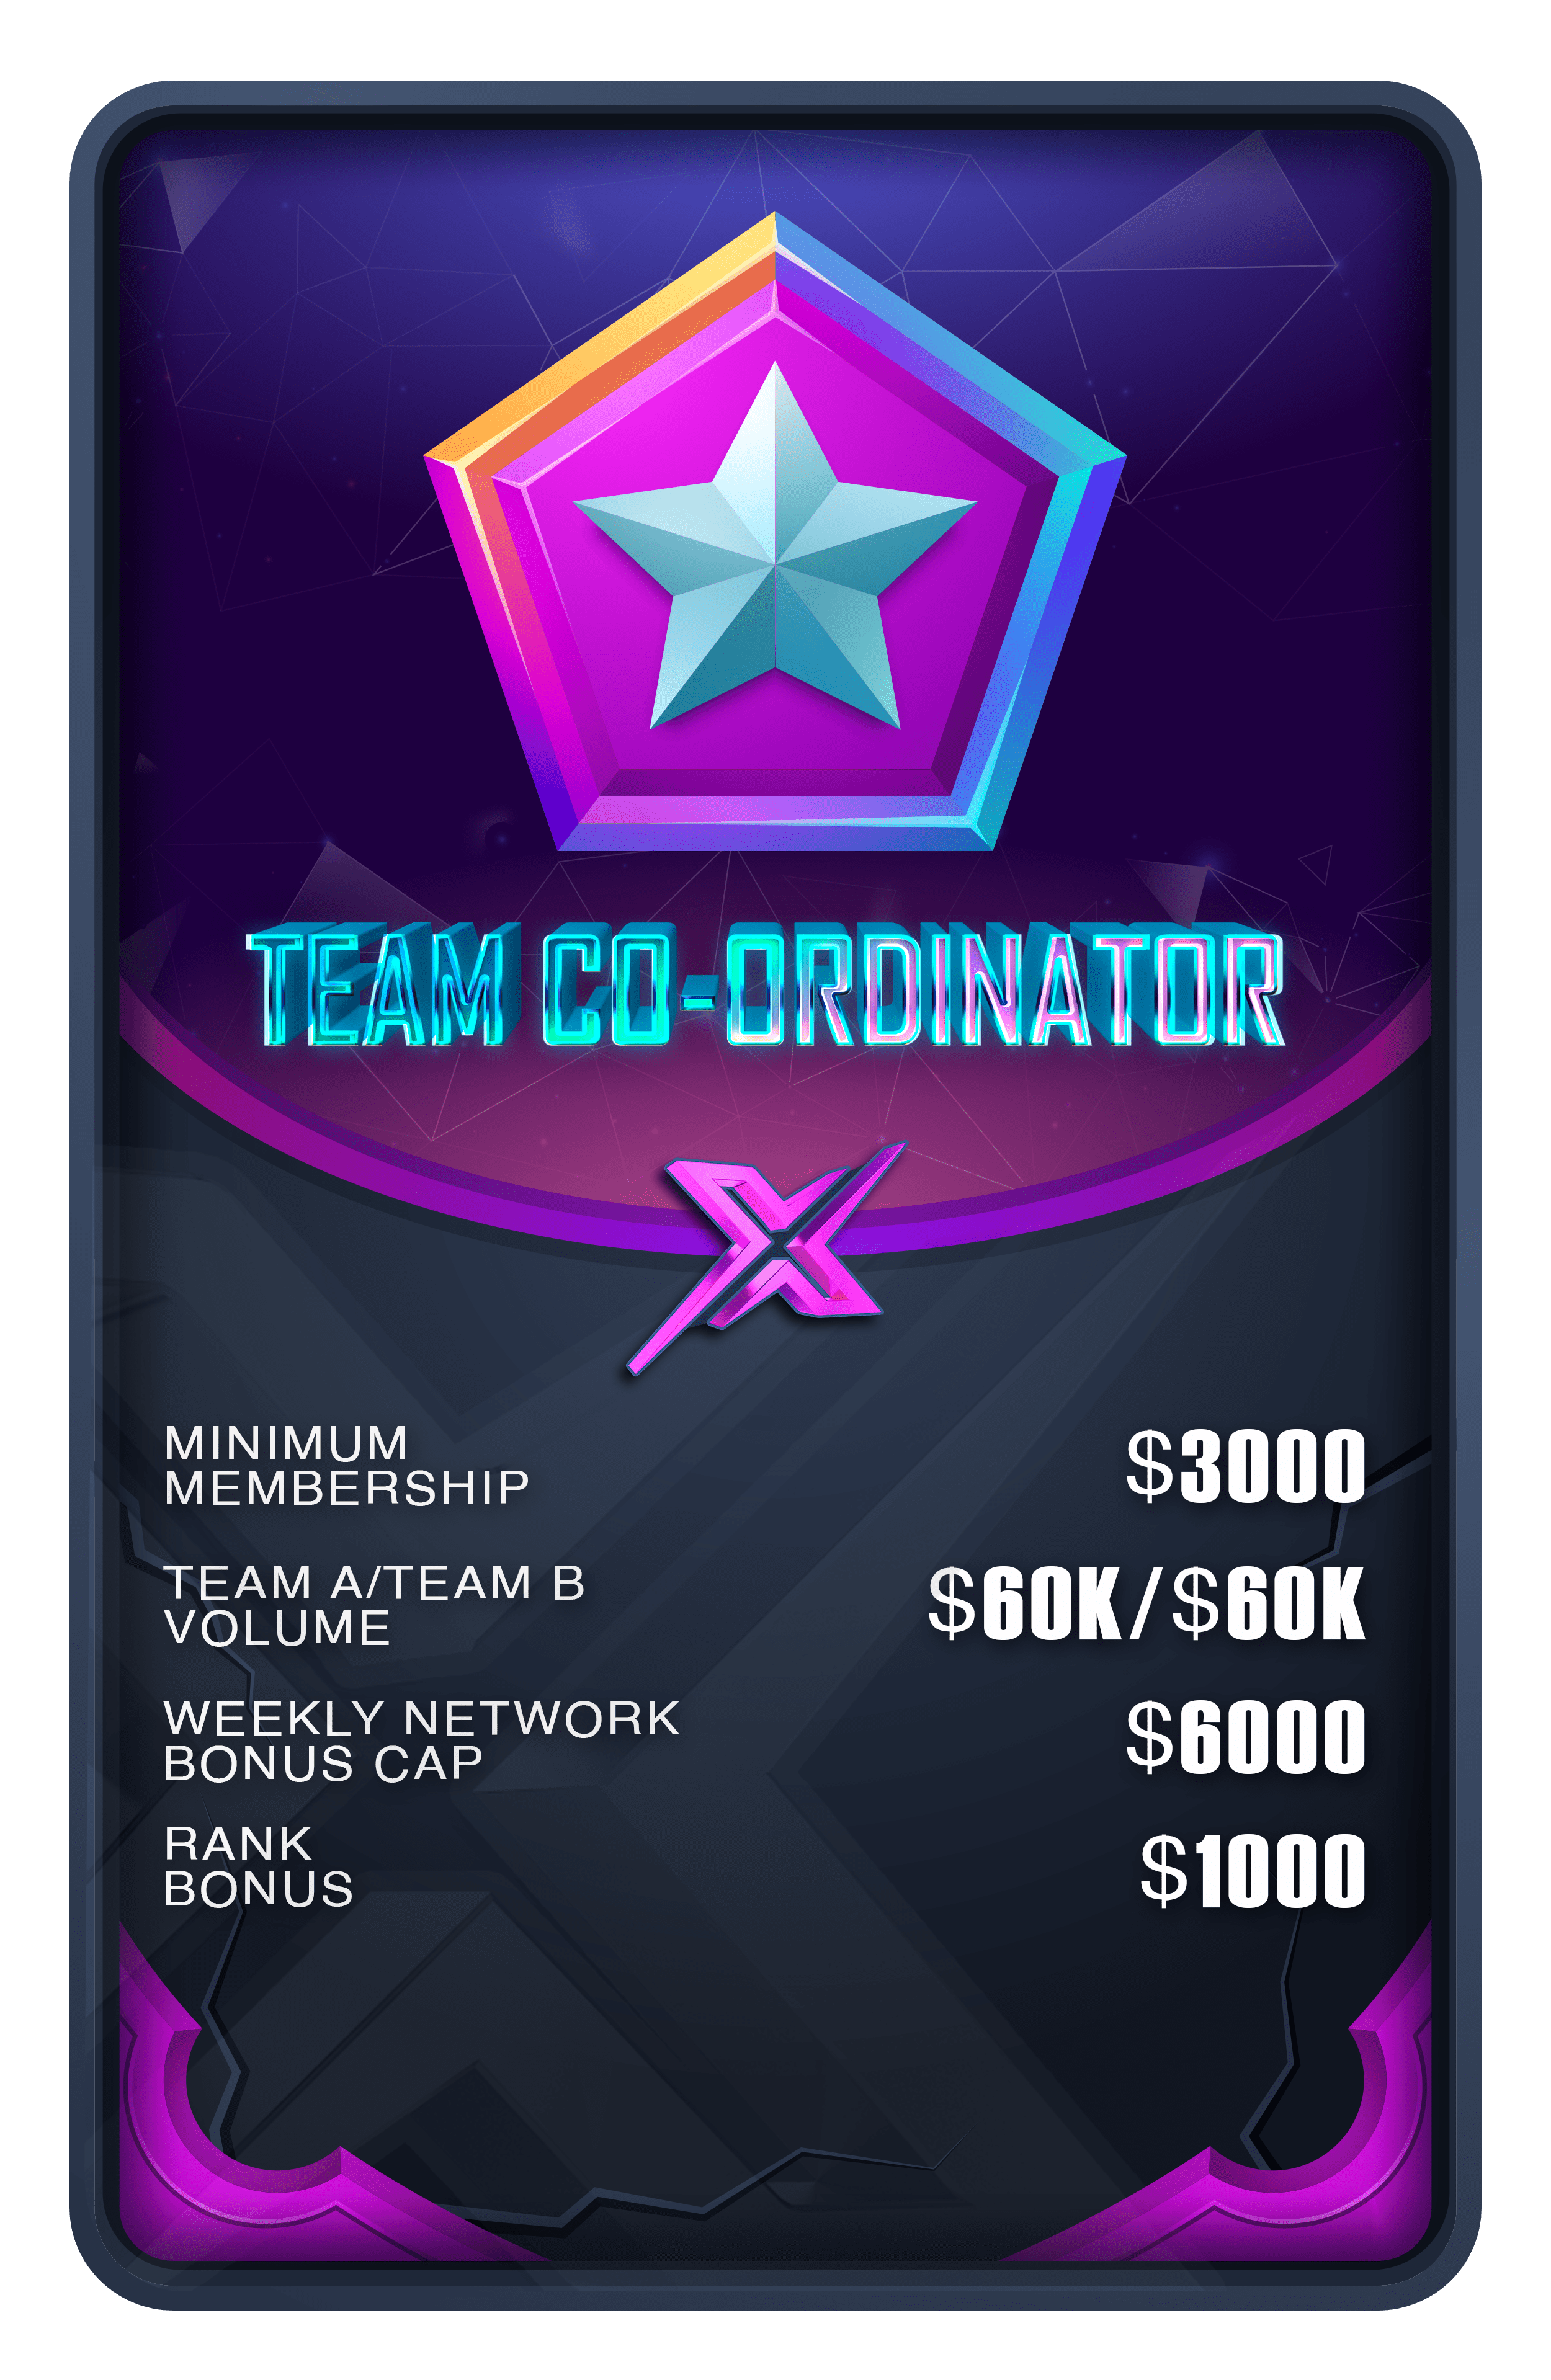 TEAM CO-ORDINATOR
X
MINIMUM
MEMBERSHIP
$3000
TEAM A/TEAM B
VOLUME
$60K/$60K
WEEKLY NETWORK
BONUS CAP
$6000
RANK
BONUS
$1000